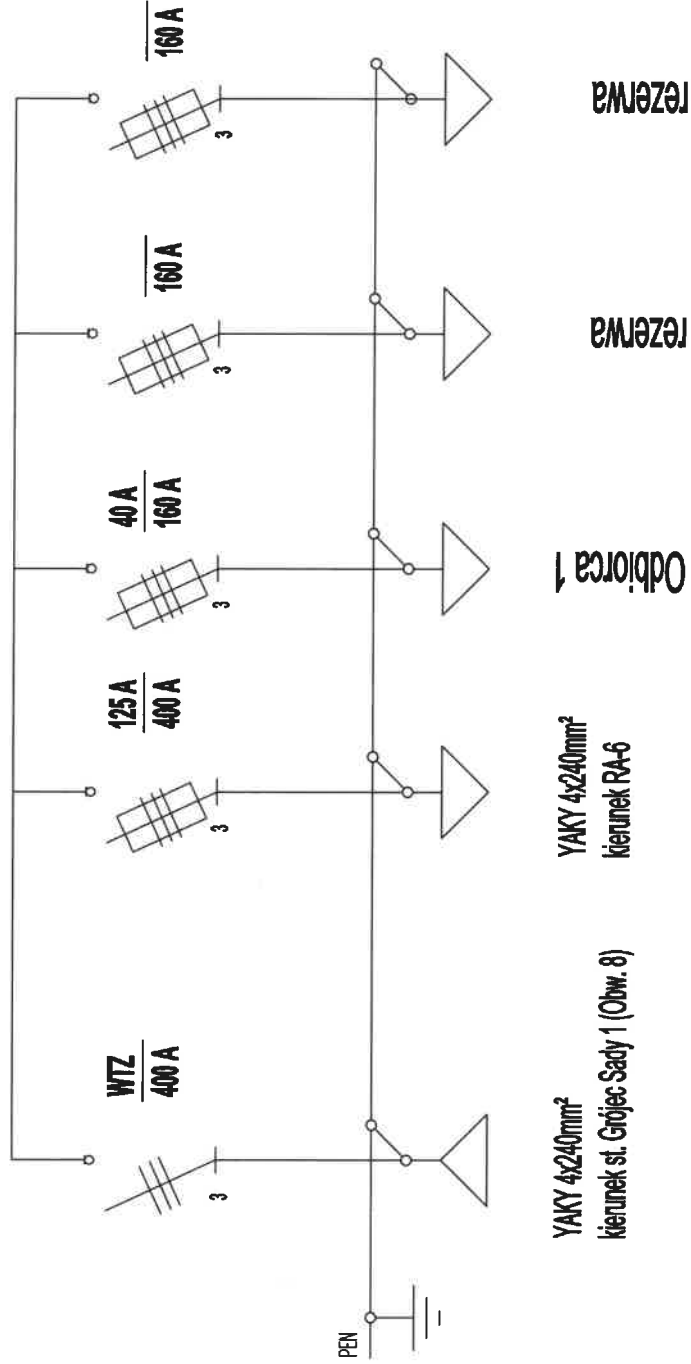 WTZ
400 A
125 A
400 A
40 A
160 A
160 A
160 A
3
3
3
3
3
PEN
YAKY 4x240mm²
kierunek st. Grójec Sady 1 (Obw. 8)
YAKY 4x240mm²
kierunek RA-6
Odbiorca 1
rezerwa
rezerwa